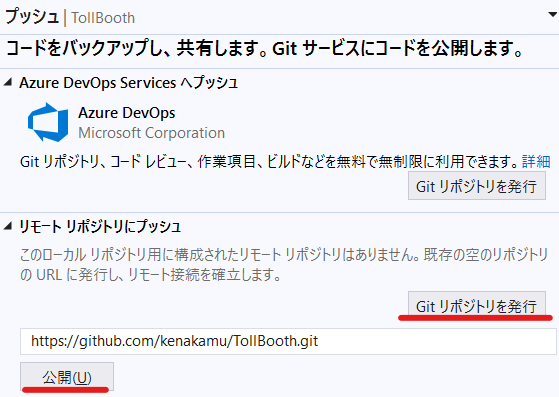 プッシュ | TollBooth
コードをバックアップし、共有します。Git サービスにコードを公開します。
Azure DevOps Services へプッシュ
Azure DevOps
Microsoft Corporation
Git リポジトリ、コード レビュー、作業項目、ビルドなどを無料で無制限に利用できます。詳細
Git リポジトリを発行
リモート リポジトリにプッシュ
このローカル リポジトリ用に構成されたリモート リポジトリはありません。既存の空のリポジトリ
の URL に発行し、リモート接続を確立します。
Git リポジトリを発行
https://github.com/kenakamu/TollBooth.git
公開(U)